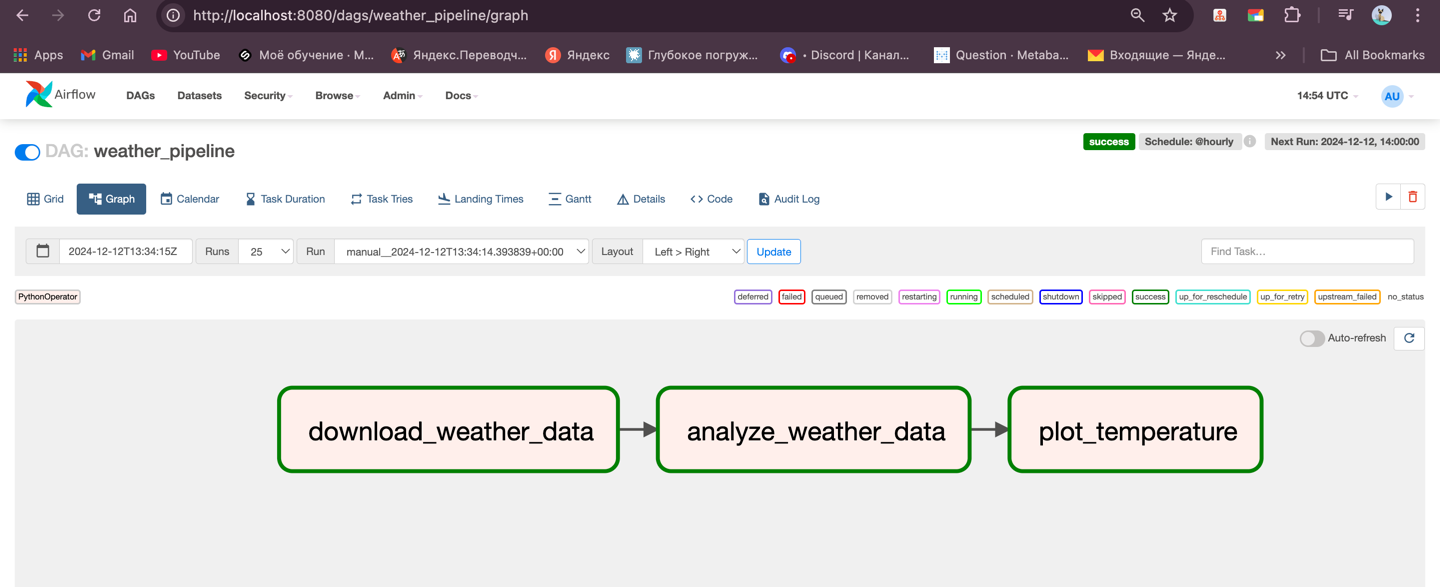 http://localhost:8080/dags/weather_pipeline/graph
Apps Gmail YouTube Моё обучение · M... Яндекс.Переводч... Яндекс Глубокое погруж... • Discord | Канал... Question · Metaba... Входящие — Янде... All Bookmarks
Airflow DAGs Datasets Security Browse Admin Docs 14:54 UTC AU
DAG: weather_pipeline success Schedule: @hourly Next Run: 2024-12-12, 14:00:00
Grid Graph Calendar Task Duration Task Tries Landing Times Gantt Details Code Audit Log
2024-12-12T13:34:15Z Runs 25 Run manual__2024-12-12T13:34:14.393839+00:00 Layout Left > Right Update Find Task...
PythonOperator deferred failed queued removed restarting running scheduled shutdown skipped success up_for_reschedule up_for_retry upstream_failed no_status
Auto-refresh
download_weather_data analyze_weather_data plot_temperature